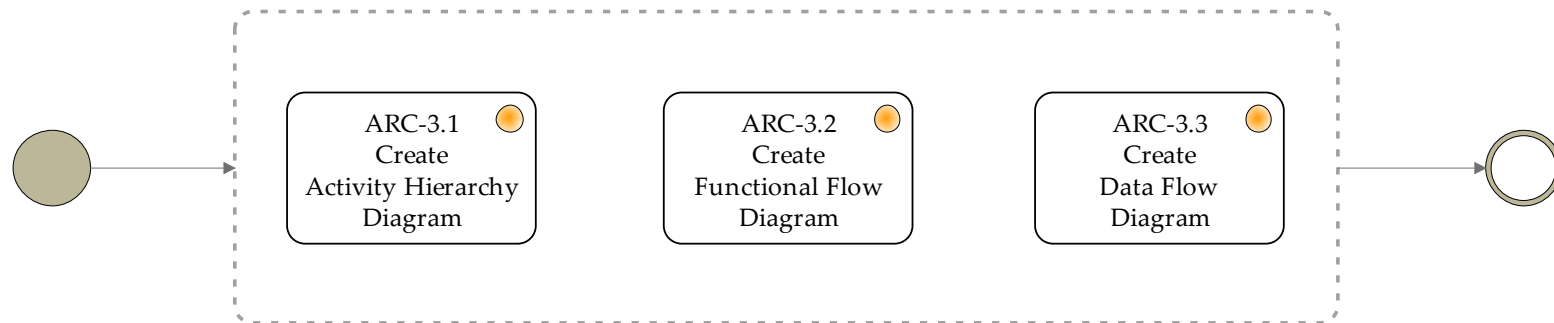 ARC-3.1
Create
Activity Hierarchy
Diagram
ARC-3.2
Create
Functional Flow
Diagram
ARC-3.3
Create
Data Flow
Diagram